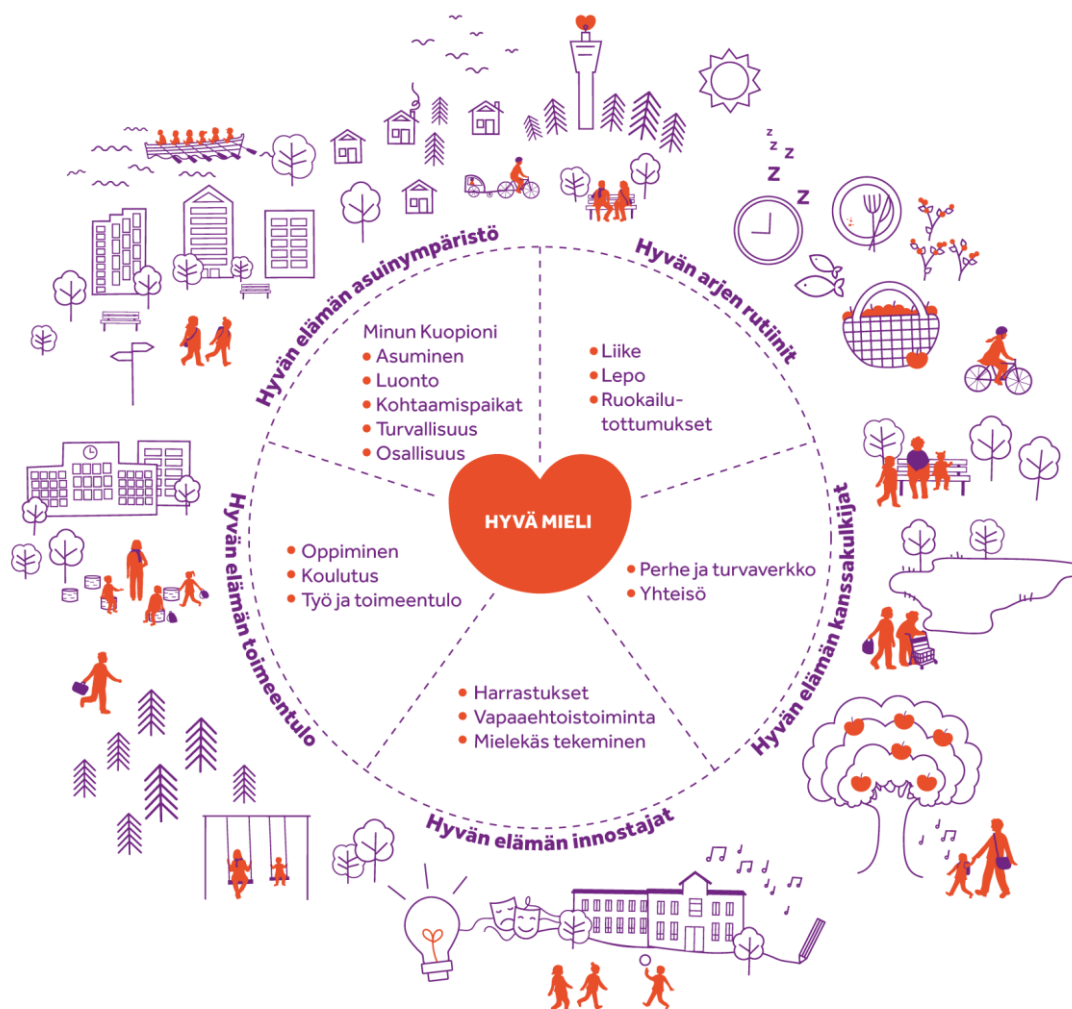 z
z
z
Z
Z
Z
Hyvän elämän asuinympäristö
Minun Kuopioni
• Asuminen
• Luonto
• Kohtaamispaikat
• Turvallisuus
• Osallisuus
Hyvän arjen rutiinit
• Liike
• Lepo
• Ruokailu-
tottumukset
HYVÄ MIELI
Hyvän elämän kanssakulkijat
• Perhe ja turvaverkko
• Yhteisö
Hyvän elämän innostajat
• Harrastukset
• Vapaaehtoistoiminta
• Mielekäs tekeminen
Hyvän elämän toimeentulo
• Oppiminen
• Koulutus
• Työ ja toimeentulo